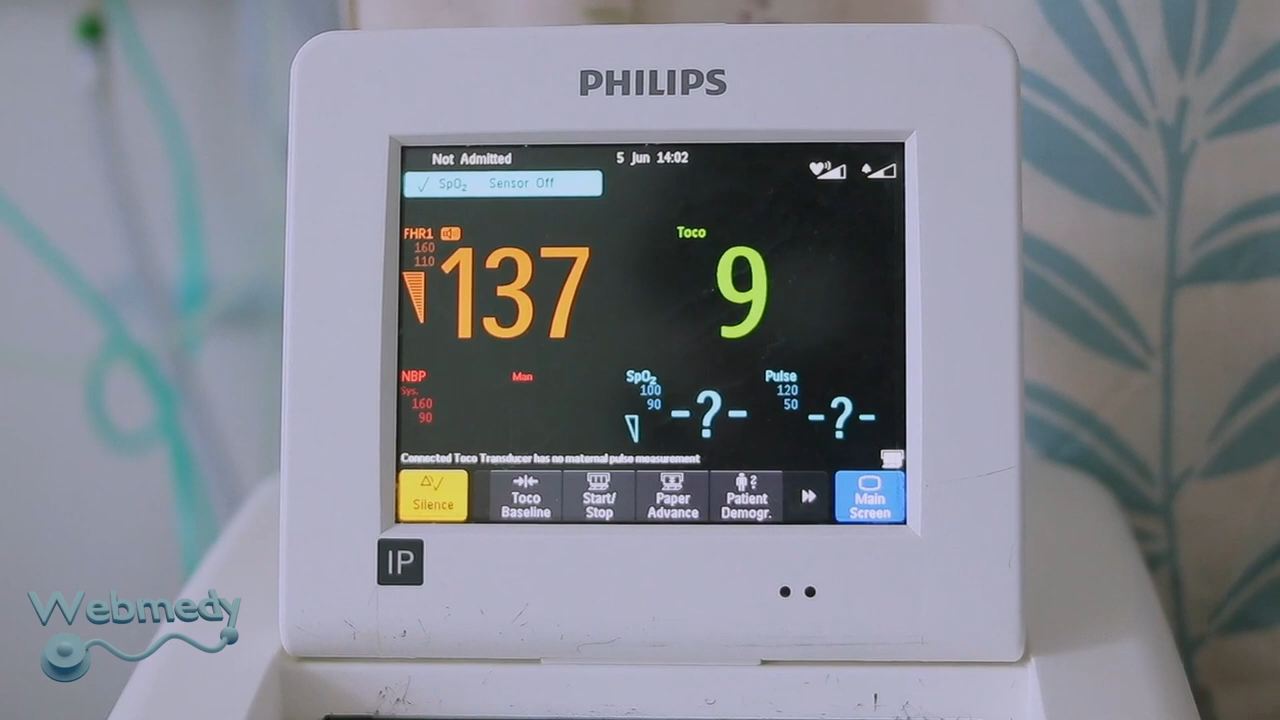 PHILIPS
Not Admitted 5 Jun 14:02
SpO₂ Sensor Off
FHR1
160
110
137
Toco
9
NBP Man
Sys.
160
90
SpO₂
100
90
-?-
Pulse
120
50
-?-
Connected Toco Transducer has no maternal pulse measurement
Silence
Toco
Baseline
Start/
Stop
Paper
Advance
?
Patient
Demogr.
Main
Screen
IP
Webmedy